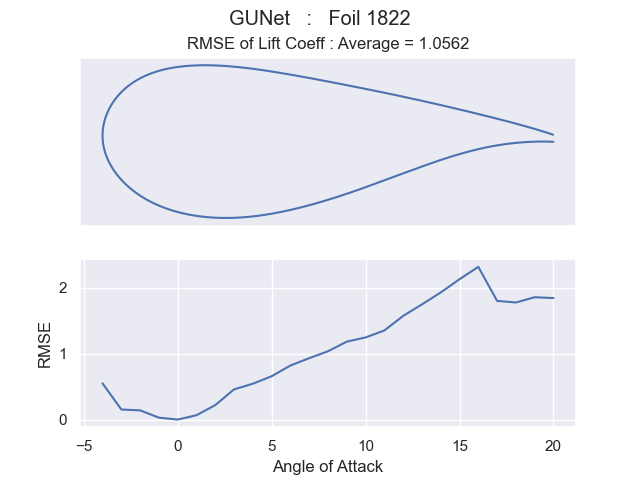 GUNet   :   Foil 1822
RMSE of Lift Coeff : Average = 1.0562
2
1
0
RMSE
−5 0 5 10 15 20
Angle of Attack